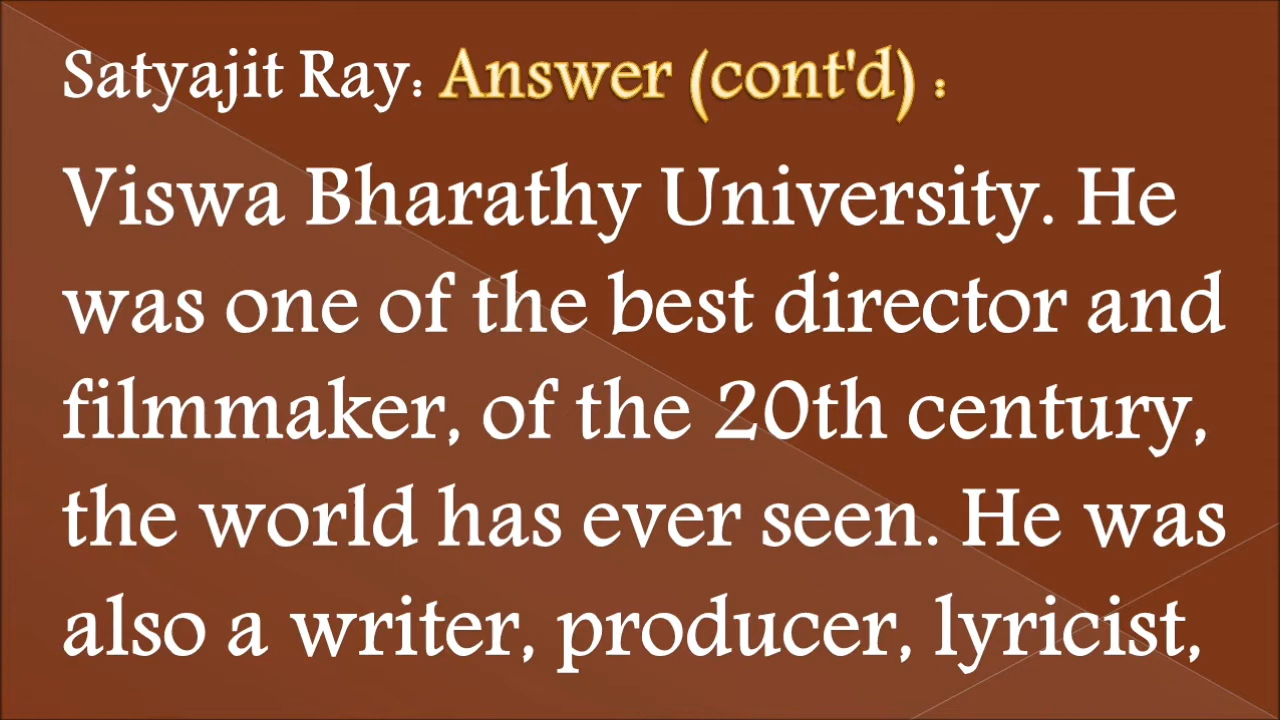 Satyajit Ray: Answer (cont'd) :
Viswa Bharathy University. He
was one of the best director and
filmmaker, of the 20th century,
the world has ever seen. He was
also a writer, producer, lyricist,